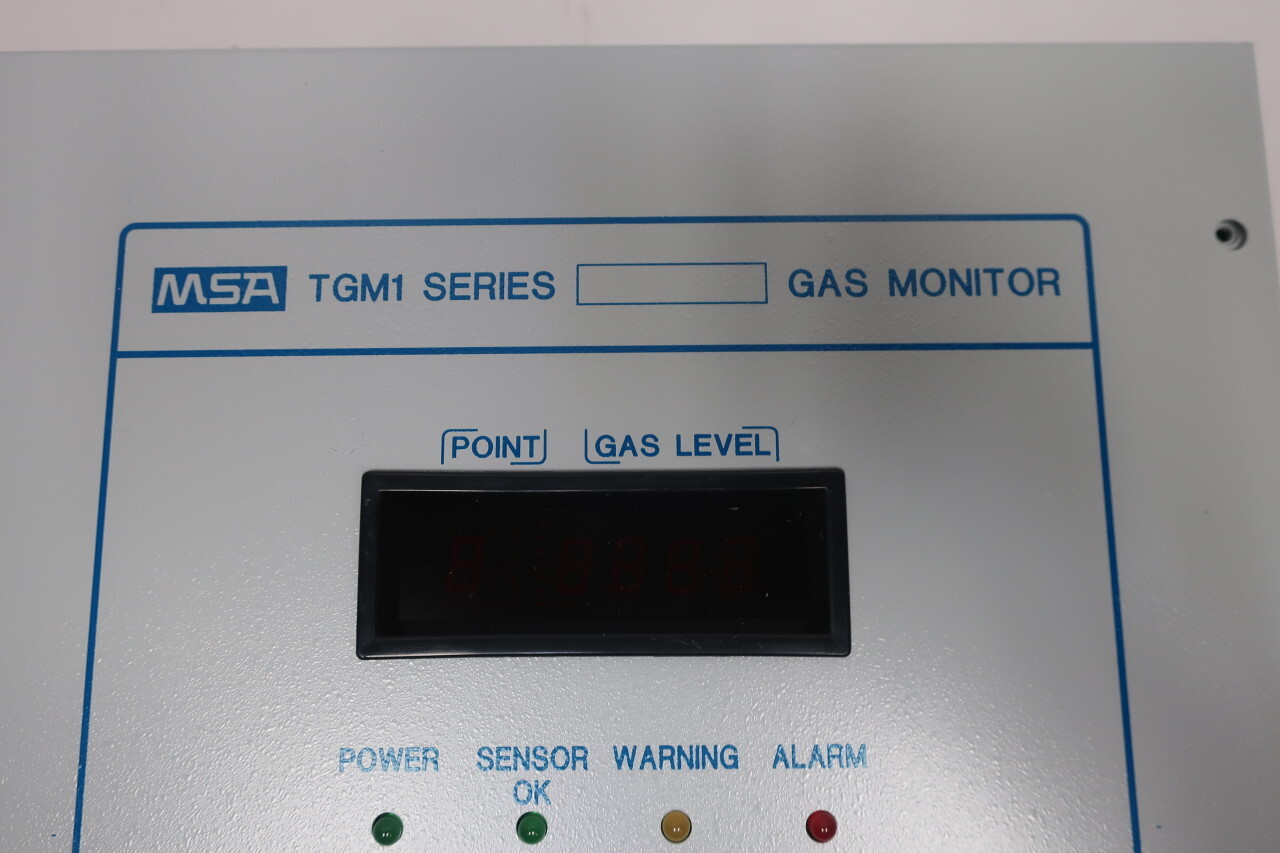 MSA TGM1 SERIES GAS MONITOR
POINT GAS LEVEL
POWER SENSOR OK WARNING ALARM